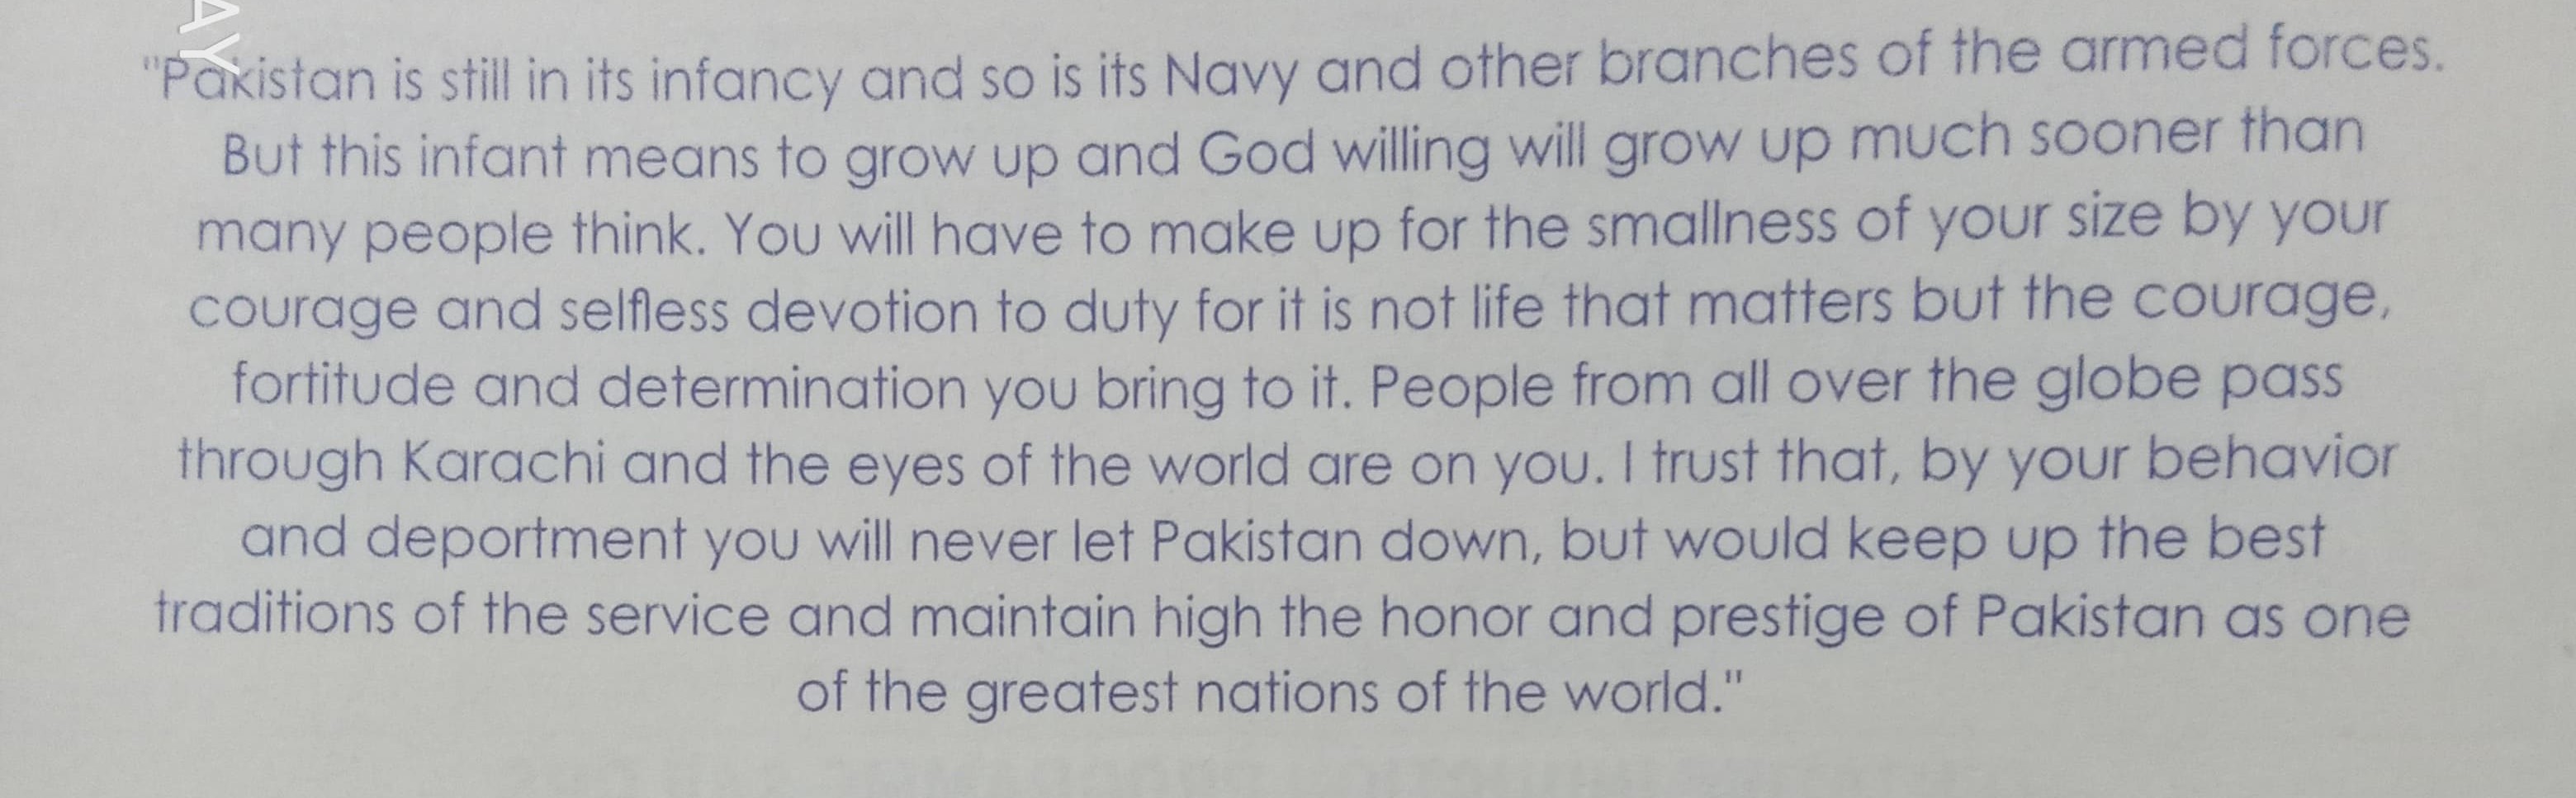 AY
"Pakistan is still in its infancy and so is its Navy and other branches of the armed forces.
But this infant means to grow up and God willing will grow up much sooner than
many people think. You will have to make up for the smallness of your size by your
courage and selfless devotion to duty for it is not life that matters but the courage,
fortitude and determination you bring to it. People from all over the globe pass
through Karachi and the eyes of the world are on you. I trust that, by your behavior
and deportment you will never let Pakistan down, but would keep up the best
traditions of the service and maintain high the honor and prestige of Pakistan as one
of the greatest nations of the world."